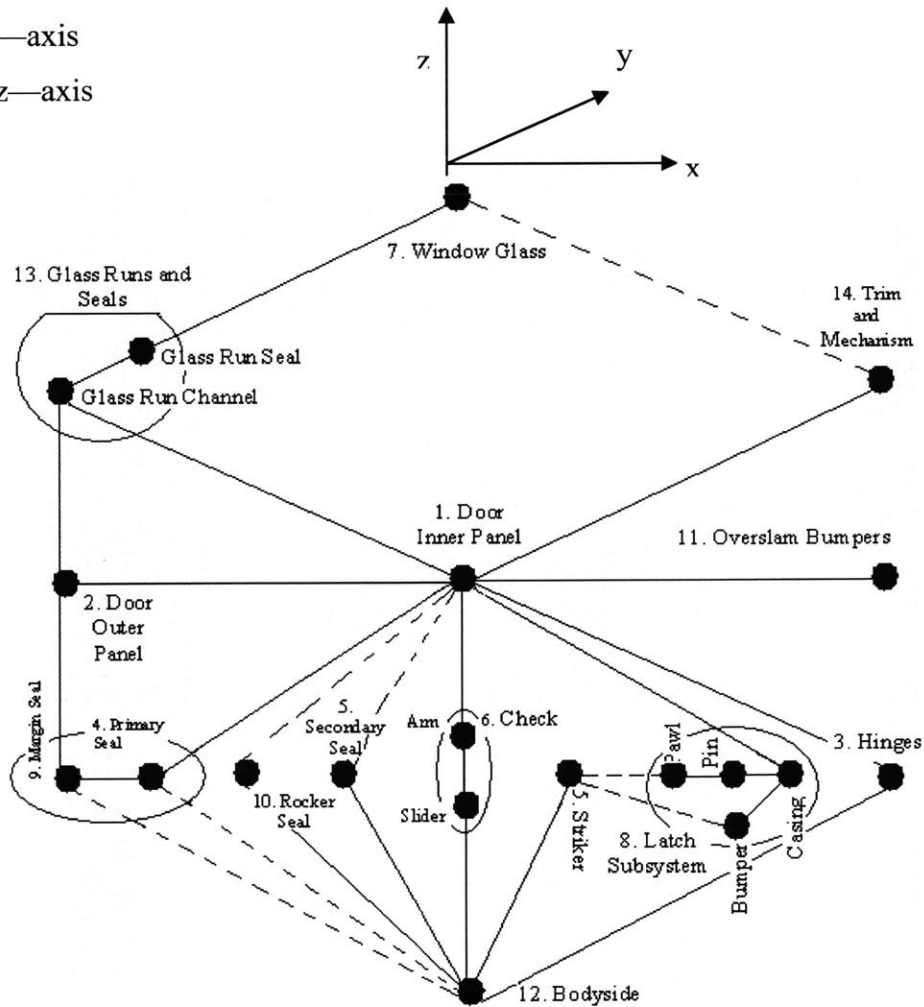 —axis
z—axis
z
y
x
7. Window Glass
13. Glass Runs and
Seals
Glass Run Seal
Glass Run Channel
14. Trim
and
Mechanism
1. Door
Inner Panel
11. Overslam Bumpers
2. Door
Outer
Panel
9. Margin Seal
4. Primary
Seal
5.
Secondary
Seal
10. Rocker
Seal
Arm
6. Check
Slider
5. Striker
Pawl
Pin
Casing
Bumper
8. Latch
Subsystem
3. Hinges
12. Bodyside